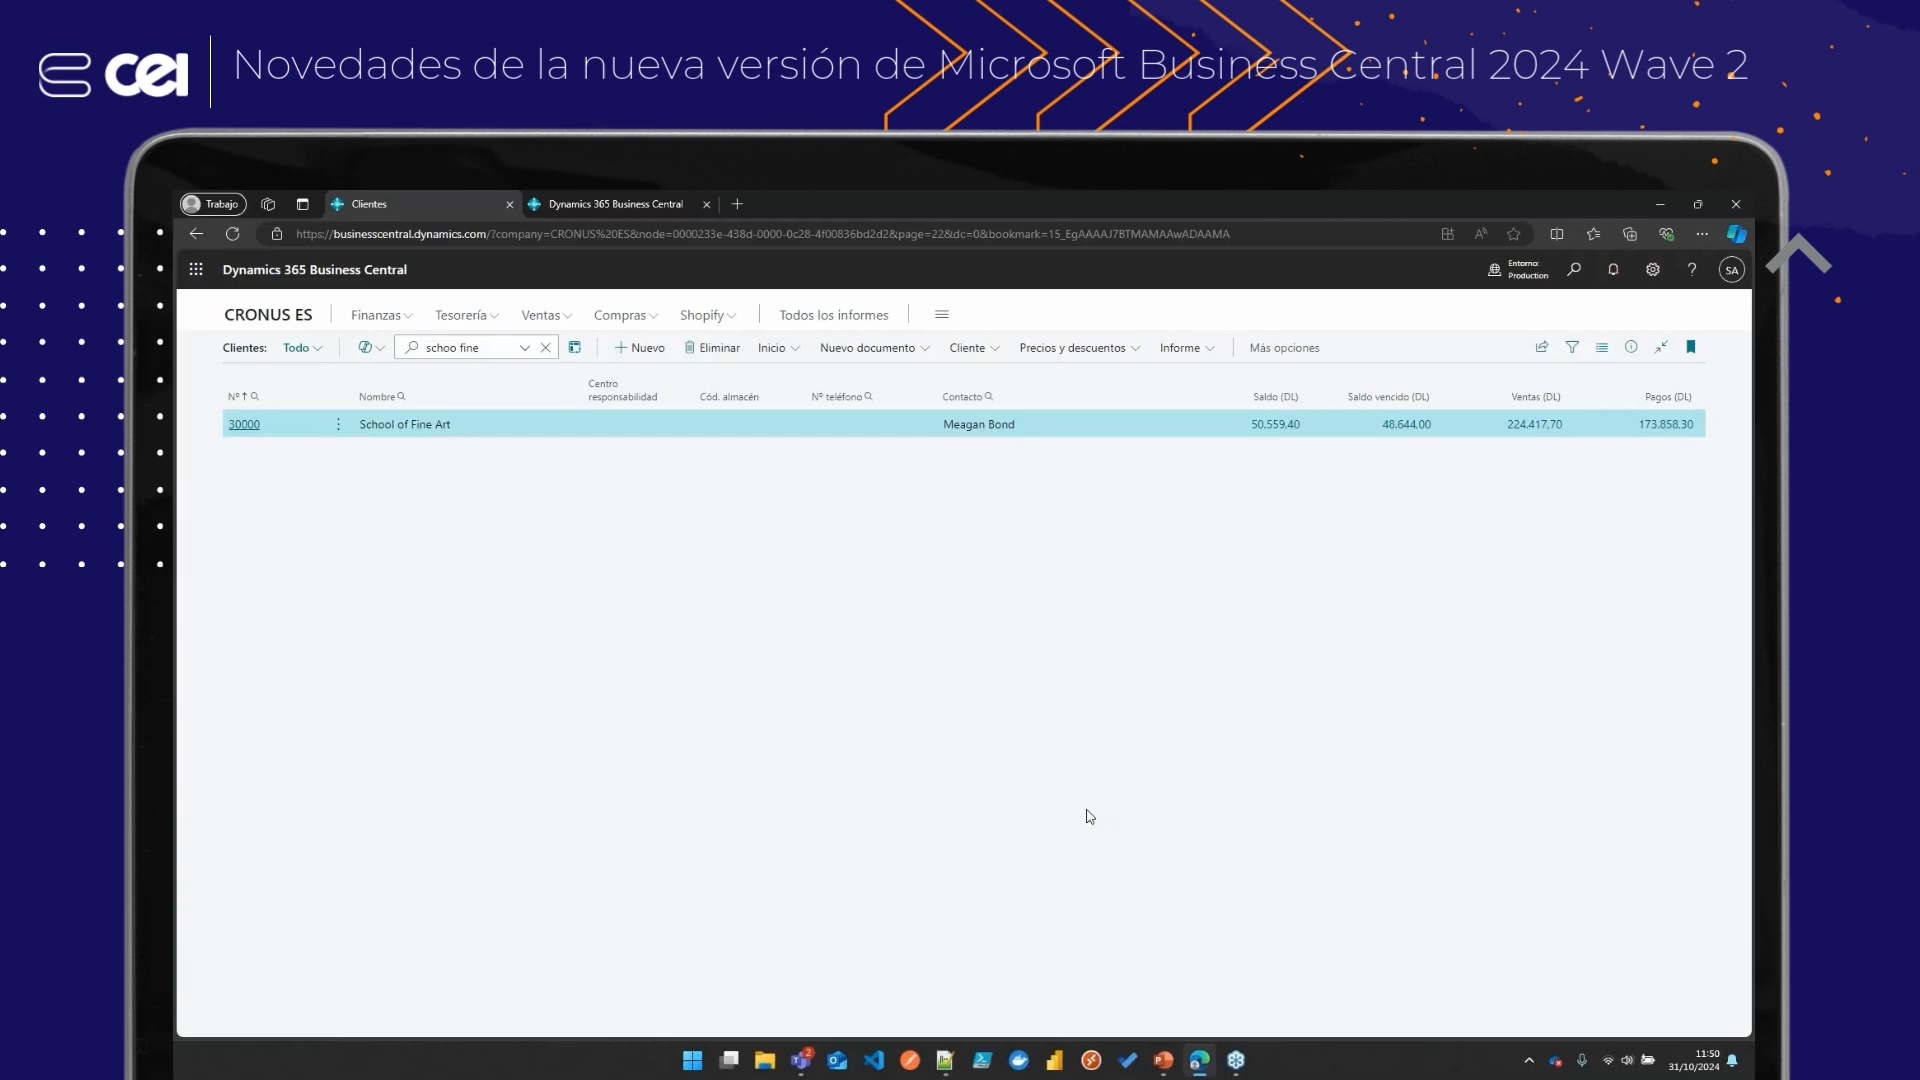 cei
Novedades de la nueva versión de Microsoft Business Central 2024 Wave 2
Trabajo
Clientes
Dynamics 365 Business Central
https://businesscentral.dynamics.com/?company=CRONUS%20ES&node=0000233e-438d-0000-0c28-4f00836bd2d2&page=22&dc=0&bookmark=15_EgAAAAJ7BTMAMAAwADAAMA
Dynamics 365 Business Central
Entorno:
Production
SA
CRONUS ES
Finanzas
Tesorería
Ventas
Compras
Shopify
Todos los informes
Clientes:
Todo
schoo fine
Nuevo
Eliminar
Inicio
Nuevo documento
Cliente
Precios y descuentos
Informe
Más opciones
Nº
Nombre
Centro
responsabilidad
Cód. almacén
Nº teléfono
Contacto
Saldo (DL)
Saldo vencido (DL)
Ventas (DL)
Pagos (DL)
30000
School of Fine Art
Meagan Bond
50.559,40
48.644,00
224.417,70
173.858,30
2
11:50
31/10/2024